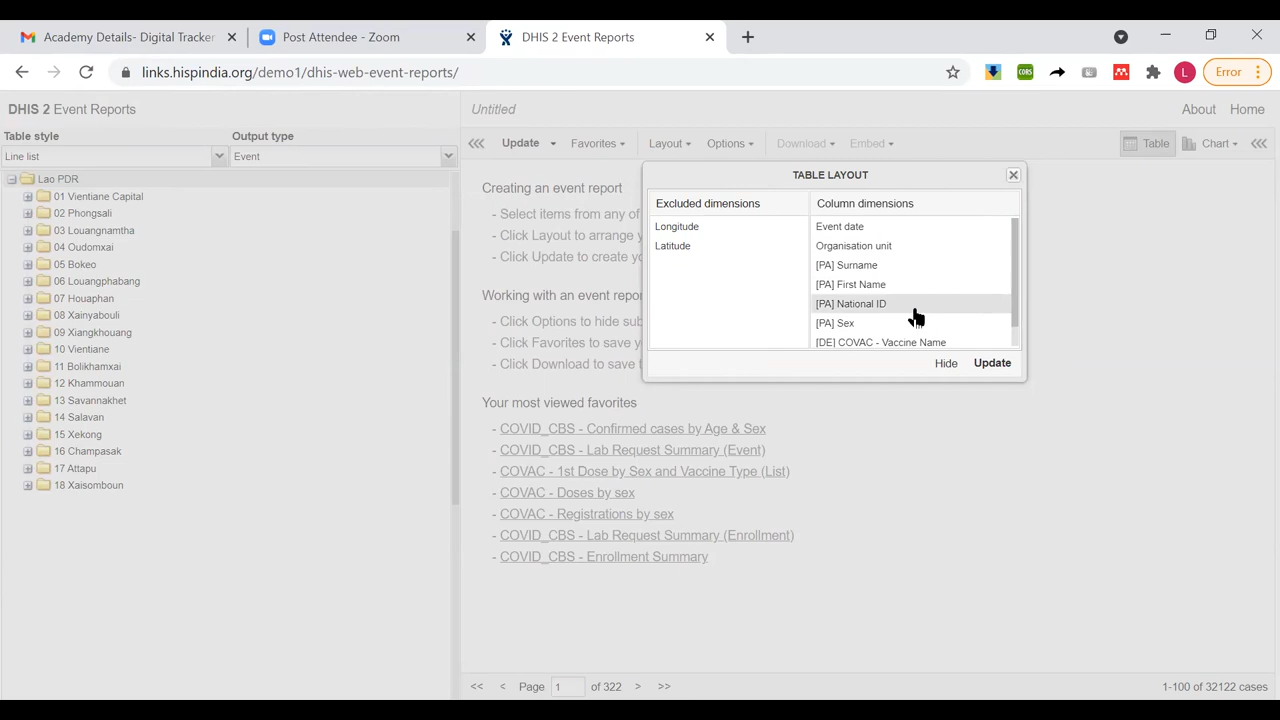 Academy Details- Digital Tracker
Post Attendee - Zoom
DHIS 2 Event Reports
links.hispindia.org/demo1/dhis-web-event-reports/
CORS
L
Error
DHIS 2 Event Reports
Untitled
About
Home
Table style
Output type
Line list
Event
Update
Favorites
Layout
Options
Download
Embed
Table
Chart
Lao PDR
01 Vientiane Capital
02 Phongsali
03 Louangnamtha
04 Oudomxai
05 Bokeo
06 Louangphabang
07 Houaphan
08 Xainyabouli
09 Xiangkhouang
10 Vientiane
11 Bolikhamxai
12 Khammouan
13 Savannakhet
14 Salavan
15 Xekong
16 Champasak
17 Attapu
18 Xaisomboun
Creating an event report
- Select items from any of
- Click Layout to arrange y
- Click Update to create yo
Working with an event repor
- Click Options to hide sub
- Click Favorites to save y
- Click Download to save t
Your most viewed favorites
- COVID_CBS - Confirmed cases by Age & Sex
- COVID_CBS - Lab Request Summary (Event)
- COVAC - 1st Dose by Sex and Vaccine Type (List)
- COVAC - Doses by sex
- COVAC - Registrations by sex
- COVID_CBS - Lab Request Summary (Enrollment)
- COVID_CBS - Enrollment Summary
TABLE LAYOUT
Excluded dimensions
Column dimensions
Longitude
Latitude
Event date
Organisation unit
[PA] Surname
[PA] First Name
[PA] National ID
[PA] Sex
[DE] COVAC - Vaccine Name
Hide
Update
<< < Page 1 of 322 > >>
1-100 of 32122 cases